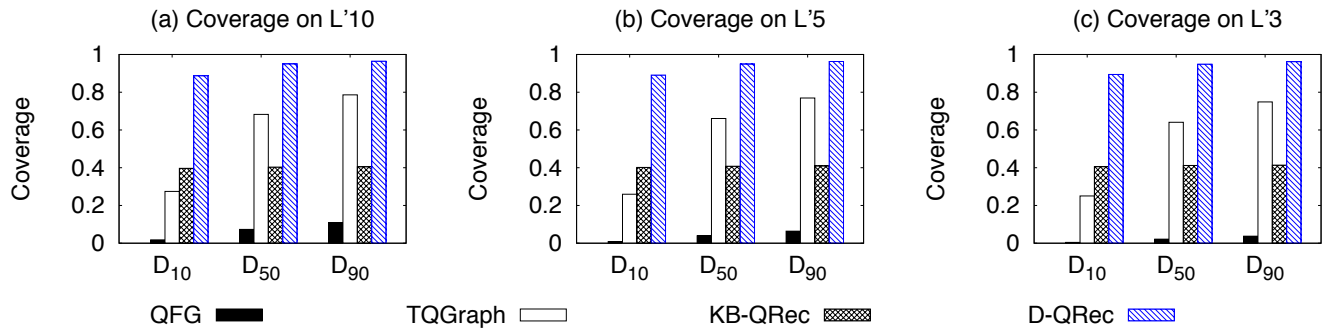 (a) Coverage on L'10
Coverage
1
0.8
0.6
0.4
0.2
0
D10 D50 D90
(b) Coverage on L'5
Coverage
1
0.8
0.6
0.4
0.2
0
D10 D50 D90
(c) Coverage on L'3
Coverage
1
0.8
0.6
0.4
0.2
0
D10 D50 D90
QFG TQGraph KB-QRec D-QRec